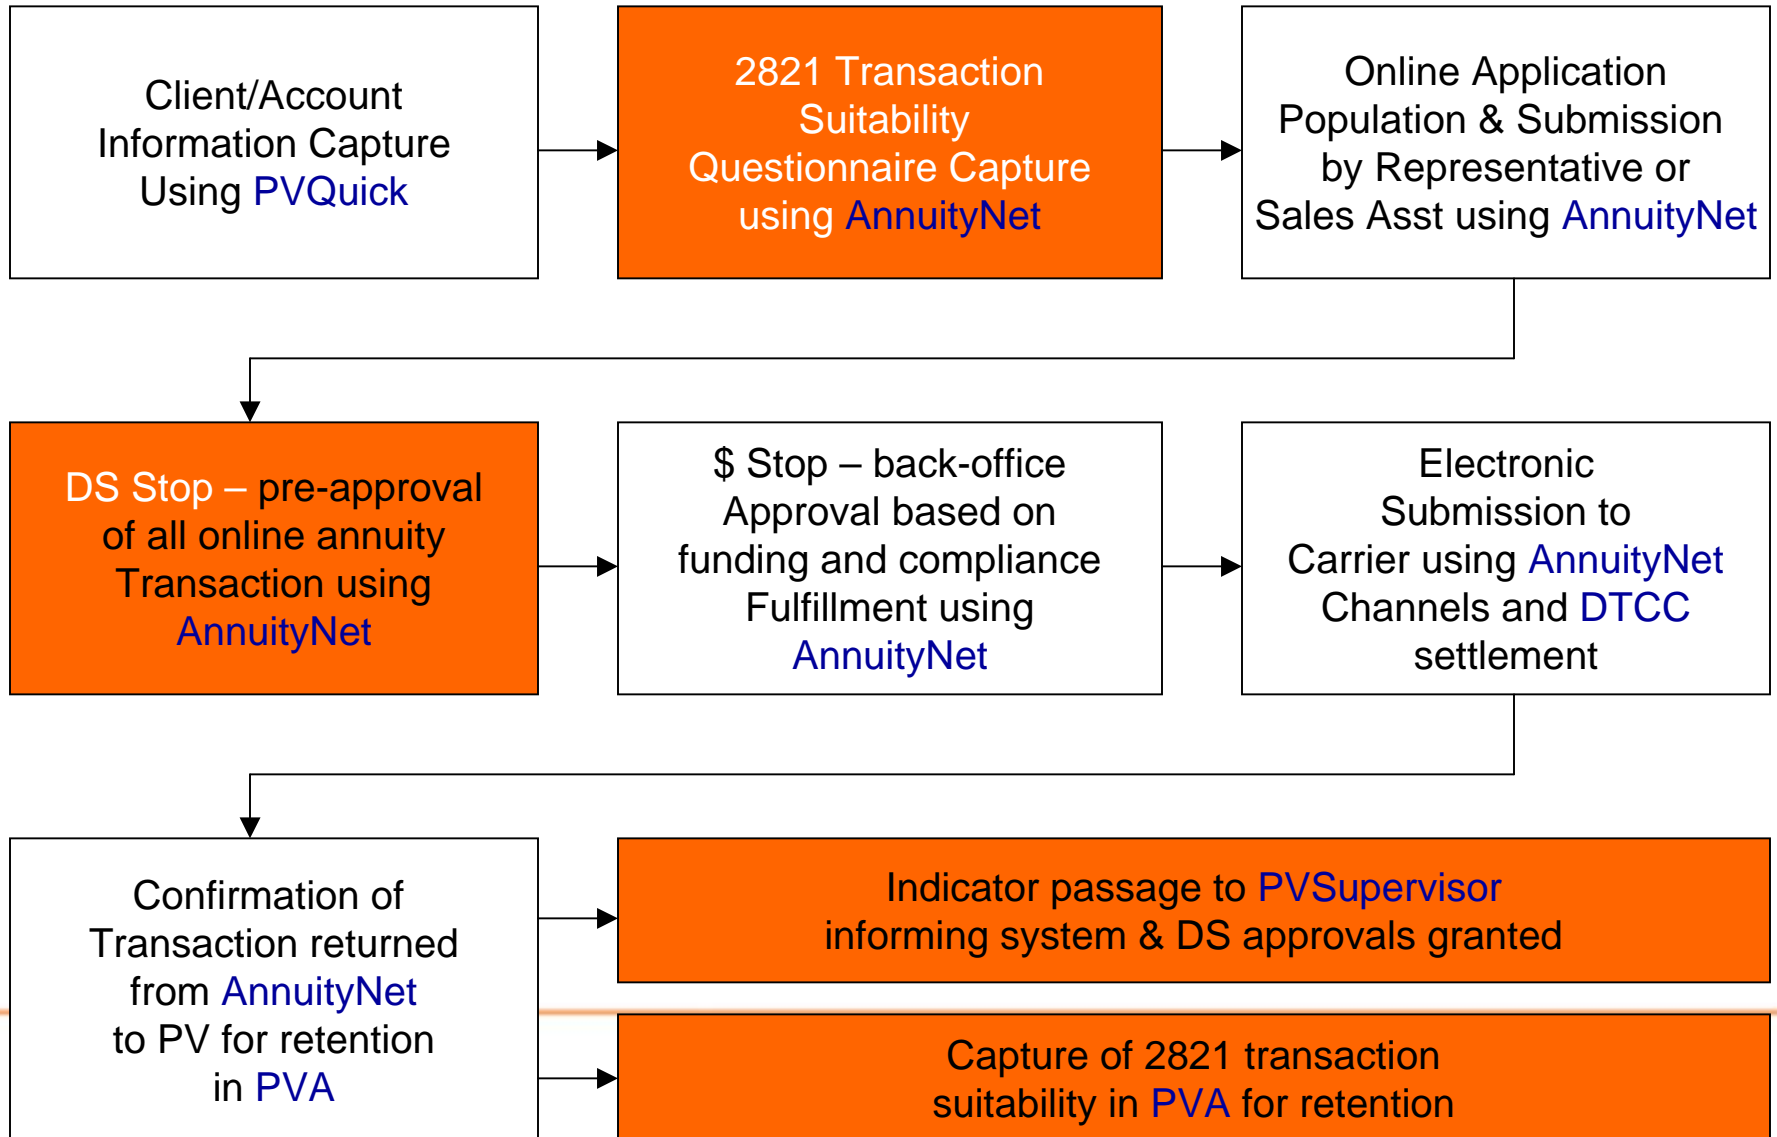 Client/Account
Information Capture
Using PVQuick
2821 Transaction
Suitability
Questionnaire Capture
using AnnuityNet
Online Application
Population & Submission
by Representative or
Sales Asst using AnnuityNet
DS Stop – pre-approval
of all online annuity
Transaction using
AnnuityNet
$ Stop – back-office
Approval based on
funding and compliance
Fulfillment using
AnnuityNet
Electronic
Submission to
Carrier using AnnuityNet
Channels and DTCC
settlement
Confirmation of
Transaction returned
from AnnuityNet
to PV for retention
in PVA
Indicator passage to PVSupervisor
informing system & DS approvals granted
Capture of 2821 transaction
suitability in PVA for retention